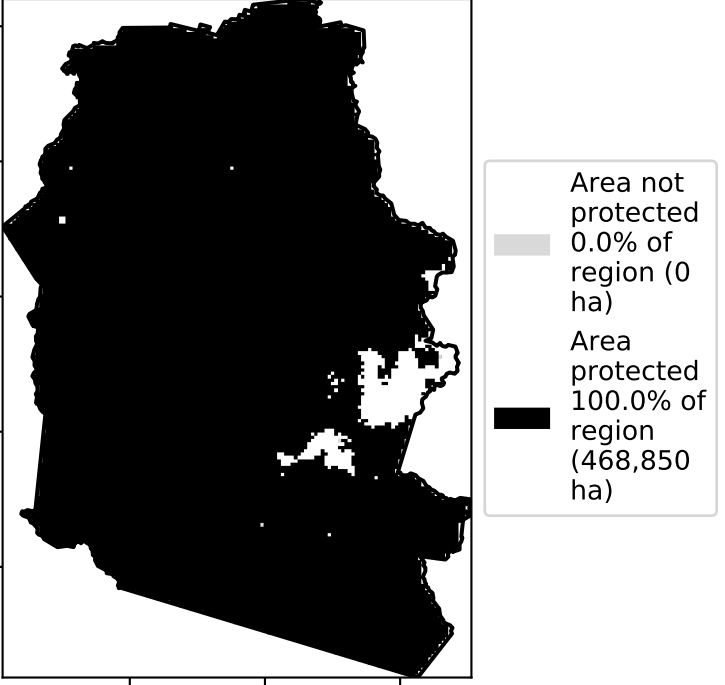 Area not
protected
0.0% of
region (0
ha)
Area
protected
100.0% of
region
(468,850
ha)